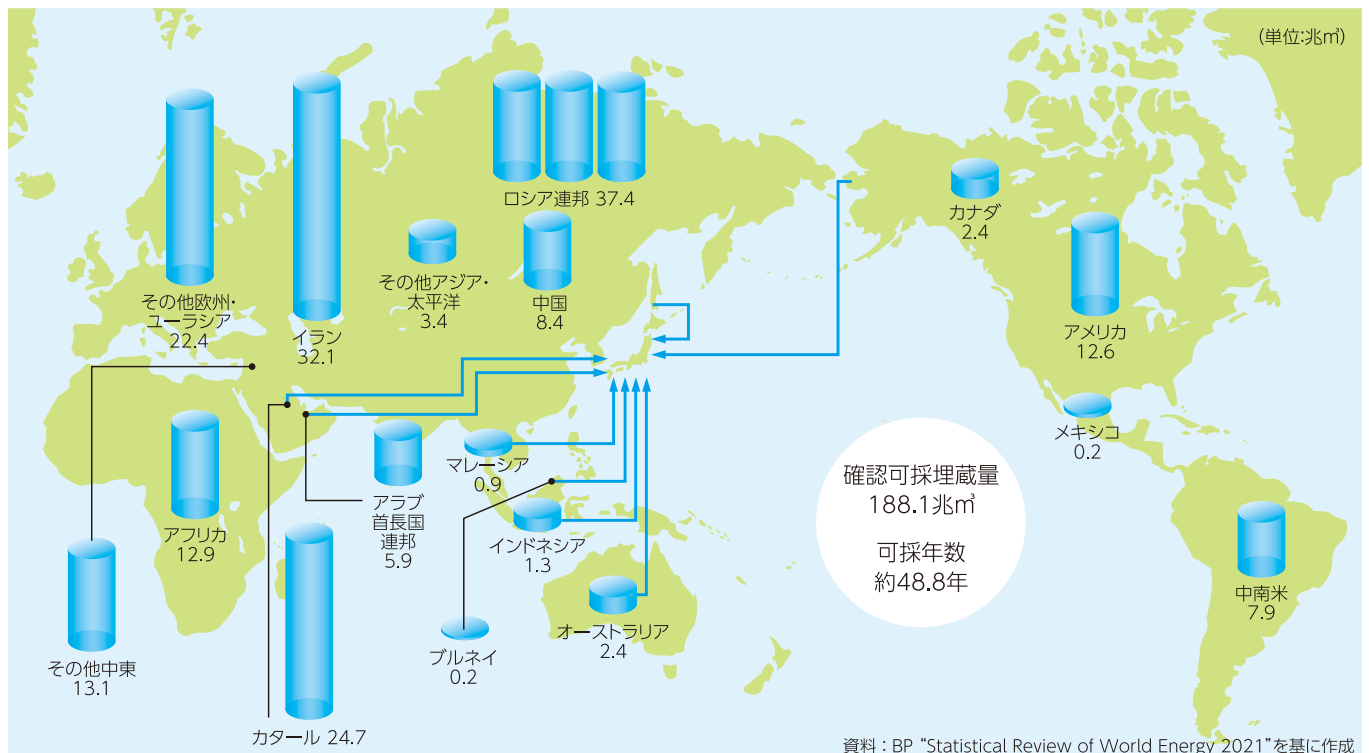 (単位:兆㎥)
ロシア連邦 37.4
カナダ
2.4
その他欧州・
ユーラシア
22.4
イラン
32.1
その他アジア・
太平洋
3.4
中国
8.4
アメリカ
12.6
メキシコ
0.2
アフリカ
12.9
アラブ
首長国
連邦
5.9
マレーシア
0.9
インドネシア
1.3
確認可採埋蔵量
188.1兆㎥
可採年数
約48.8年
中南米
7.9
その他中東
13.1
ブルネイ
0.2
オーストラリア
2.4
カタール 24.7
資料：BP “Statistical Review of World Energy 2021”を基に作成